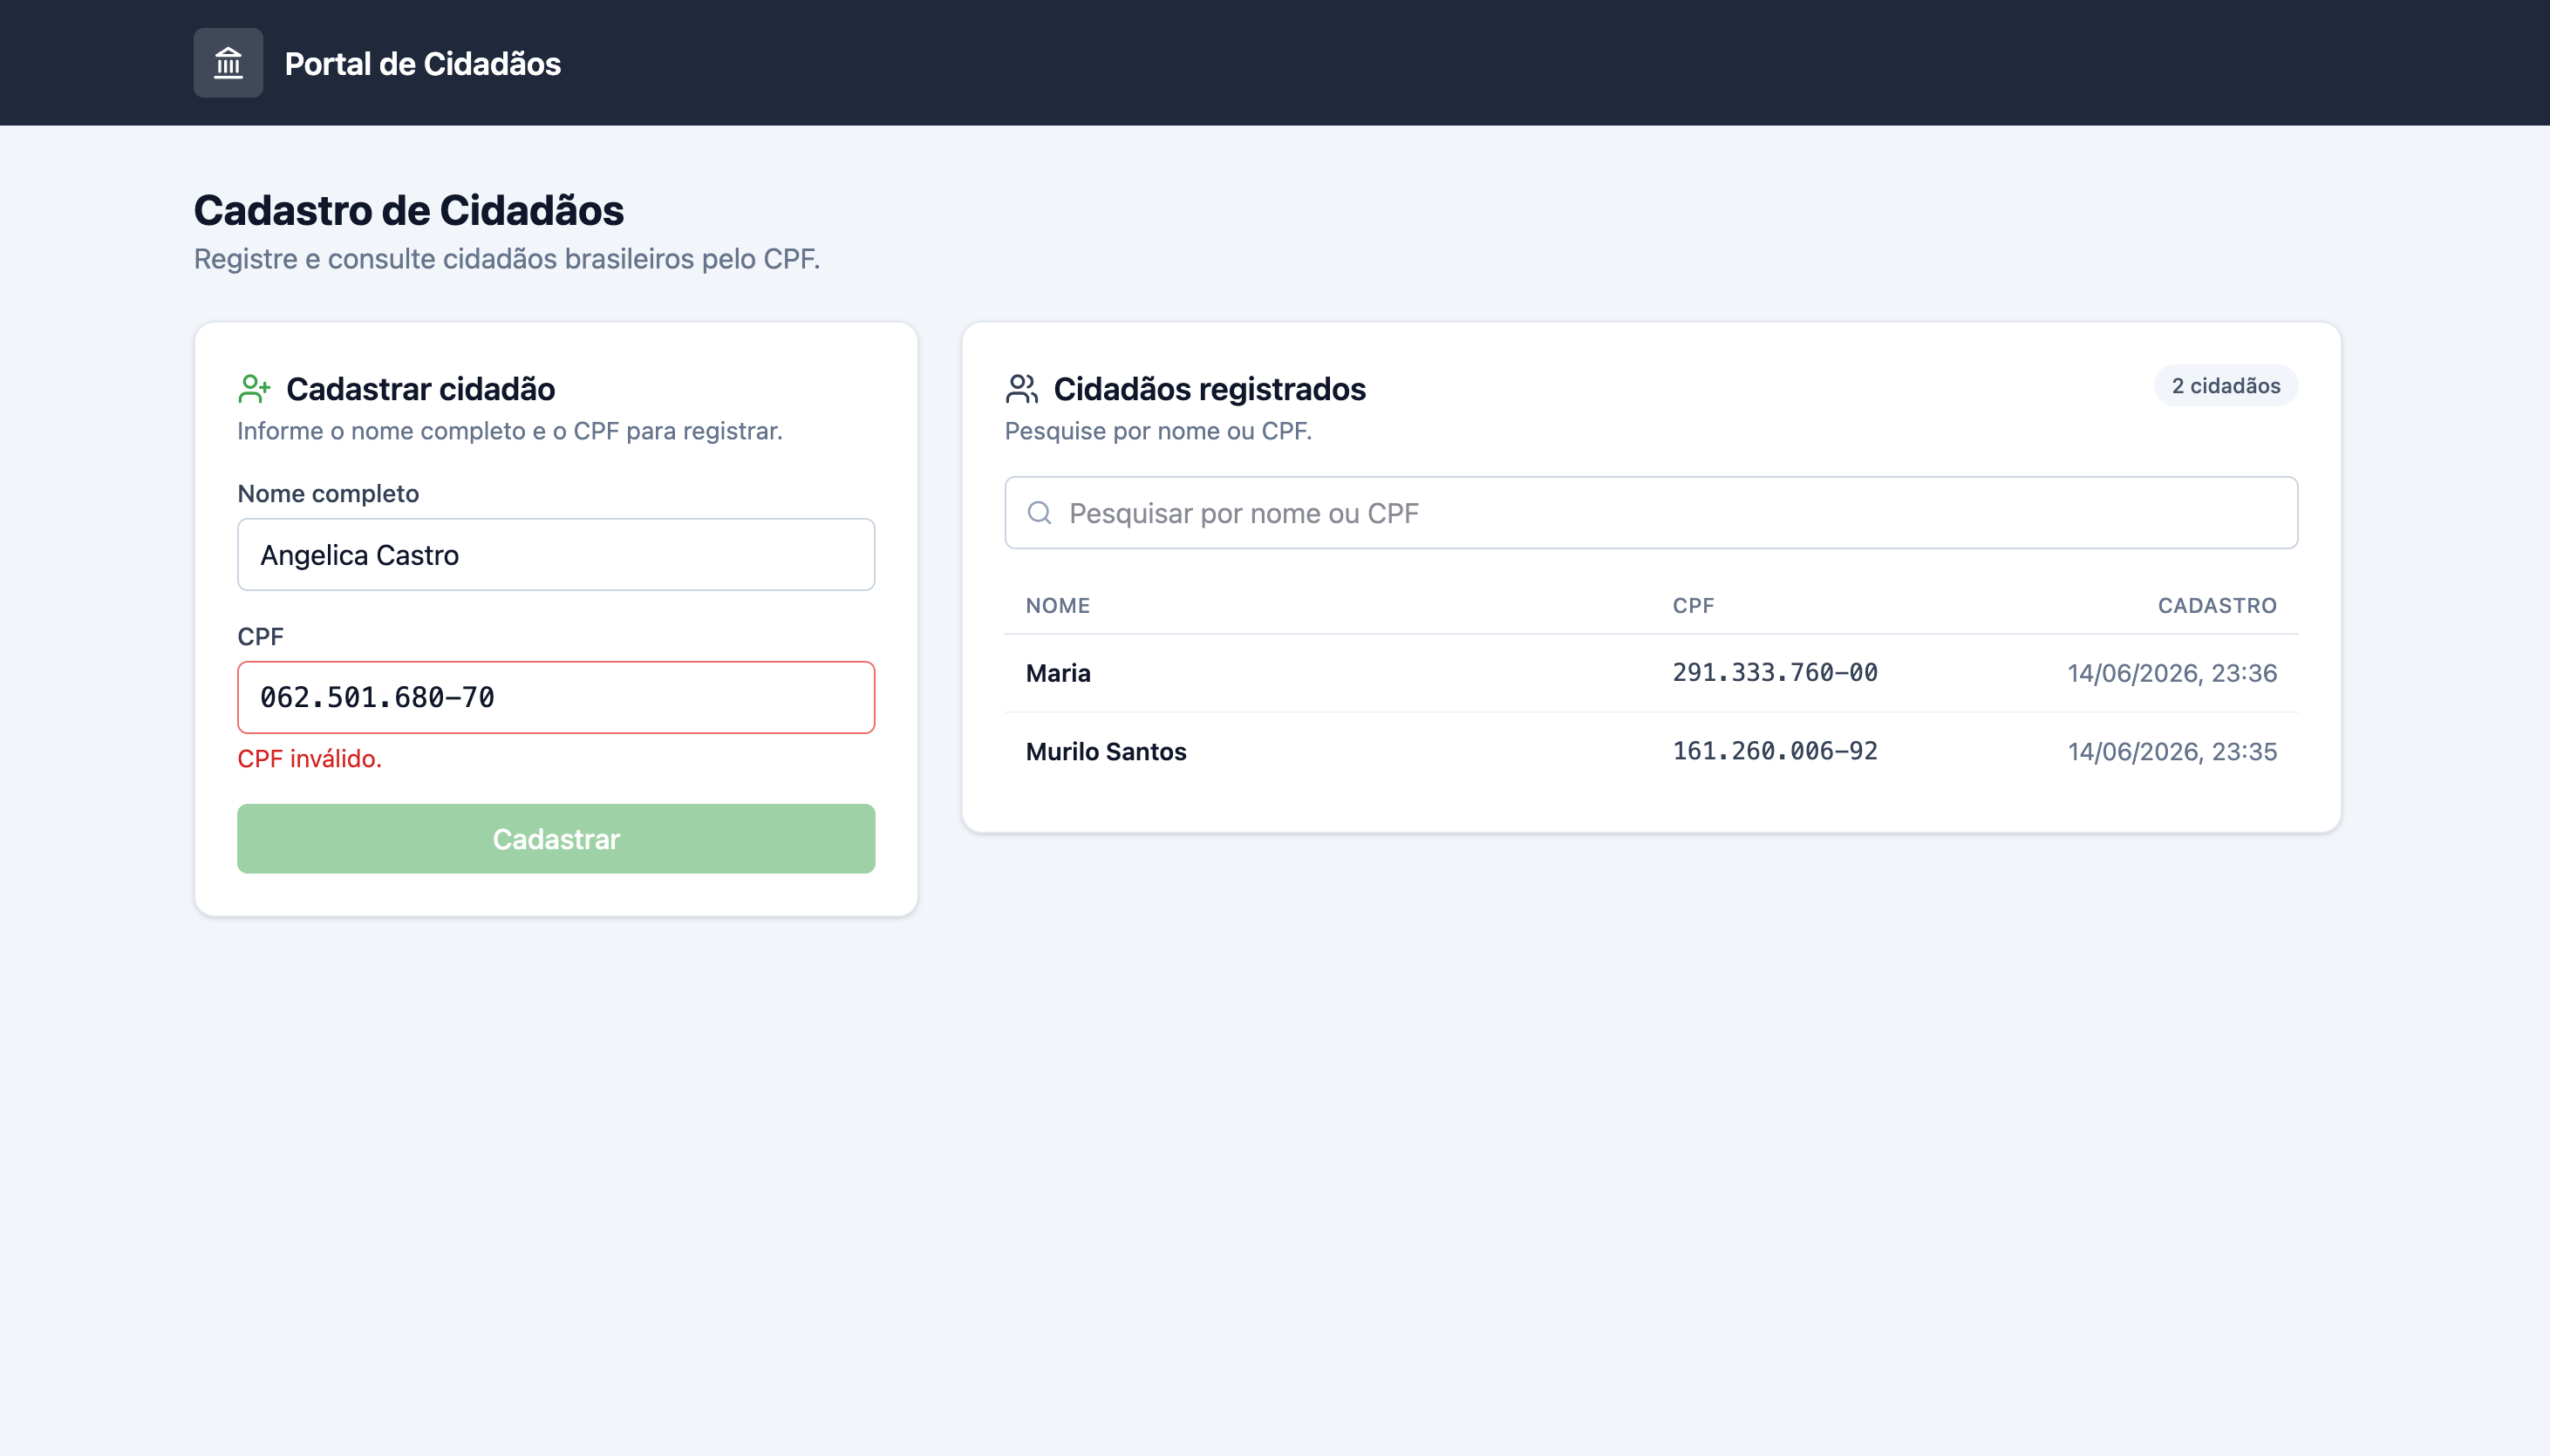 Portal de Cidadãos
Cadastro de Cidadãos
Registre e consulte cidadãos brasileiros pelo CPF.
Cadastrar cidadão
Informe o nome completo e o CPF para registrar.
Nome completo
Angelica Castro
CPF
062.501.680-70
CPF inválido.
Cadastrar
Cidadãos registrados
2 cidadãos
Pesquise por nome ou CPF.
Pesquisar por nome ou CPF
NOME CPF CADASTRO
Maria 291.333.760-00 14/06/2026, 23:36
Murilo Santos 161.260.006-92 14/06/2026, 23:35